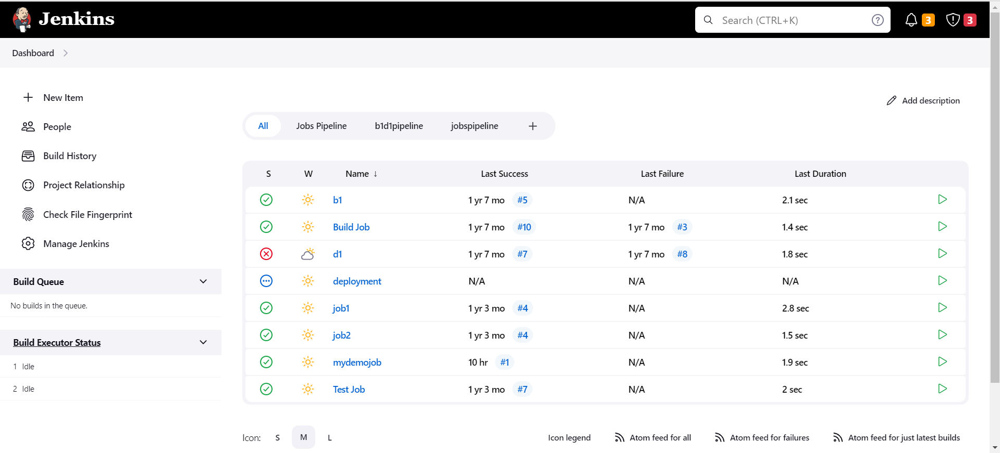 Jenkins
Search (CTRL+K)
3
3
Dashboard
New Item
People
Build History
Project Relationship
Check File Fingerprint
Manage Jenkins
Build Queue
No builds in the queue.
Build Executor Status
1 Idle
2 Idle
Add description
All Jobs Pipeline b1d1pipeline jobspipeline +
S W Name ↓ Last Success Last Failure Last Duration
b1 1 yr 7 mo #5 N/A 2.1 sec
Build Job 1 yr 7 mo #10 1 yr 7 mo #3 1.4 sec
d1 1 yr 7 mo #7 1 yr 7 mo #8 1.8 sec
deployment N/A N/A N/A
job1 1 yr 3 mo #4 N/A 2.8 sec
job2 1 yr 3 mo #4 N/A 1.5 sec
mydemojob 10 hr #1 N/A 1.9 sec
Test Job 1 yr 3 mo #7 N/A 2 sec
Icon: S M L
Icon legend Atom feed for all Atom feed for failures Atom feed for just latest builds